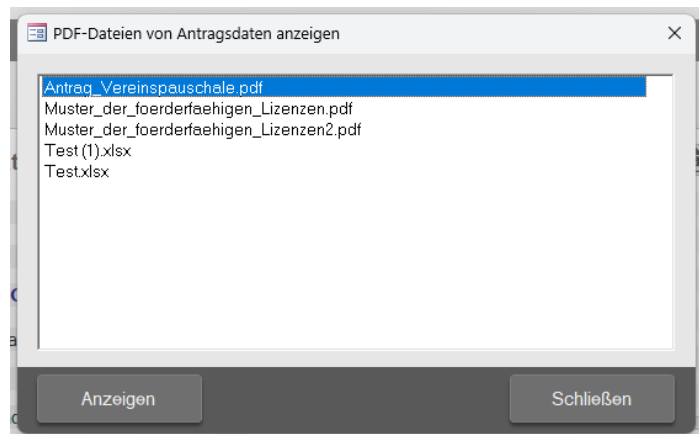 PDF-Dateien von Antragsdaten anzeigen
Antrag_Vereinspauschale.pdf
Muster_der_foerderfaehigen_Lizenzen.pdf
Muster_der_foerderfaehigen_Lizenzen2.pdf
Test (1).xlsx
Test.xlsx
Anzeigen
Schließen